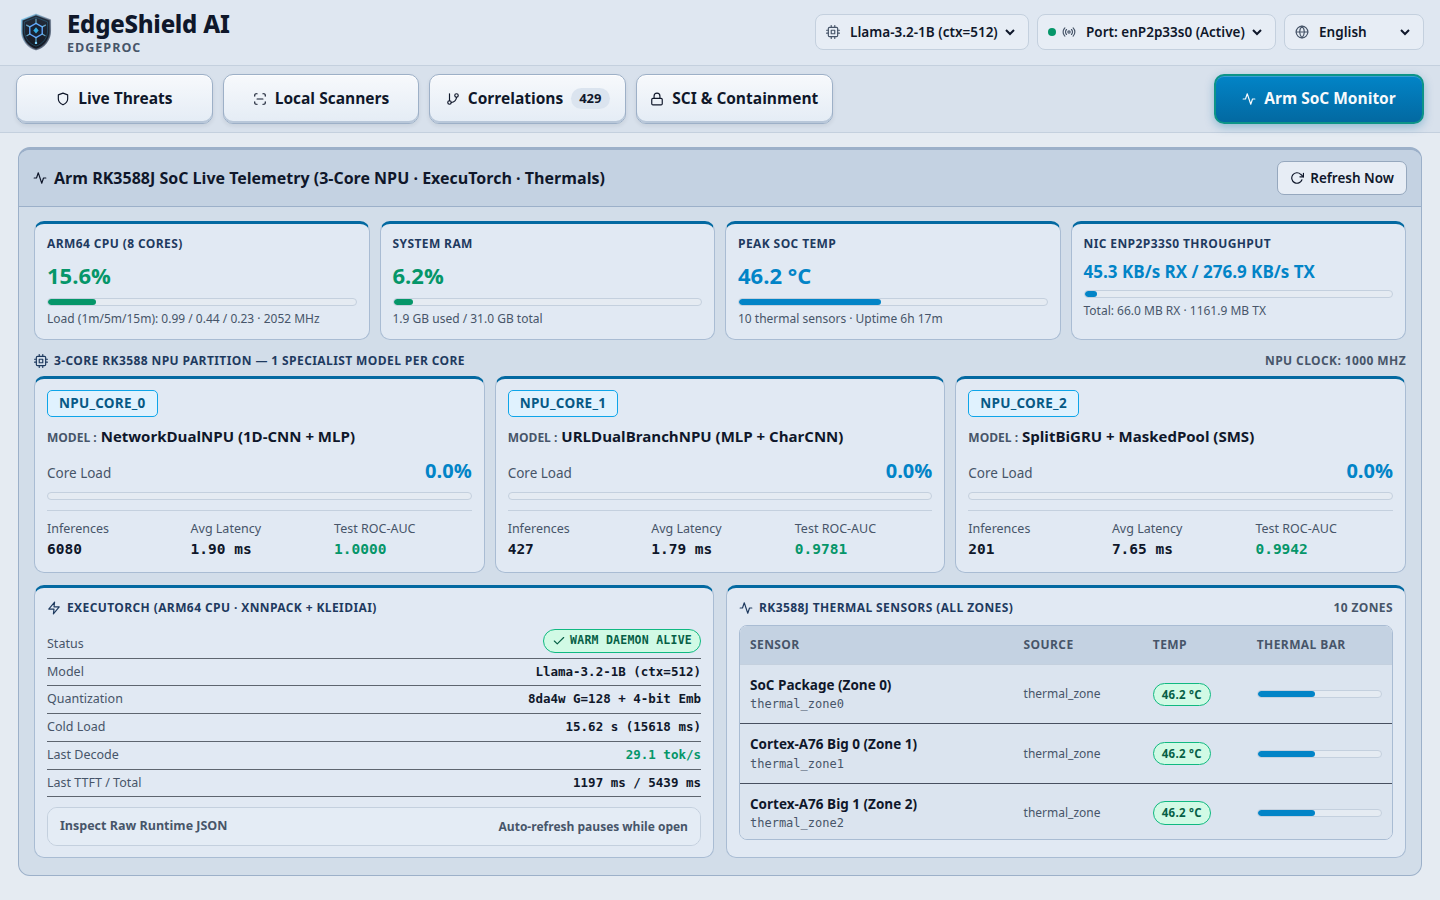 EdgeShield AI
EDGEPROC
Llama-3.2-1B (ctx=512)
Port: enP2p33s0 (Active)
English
Live Threats
Local Scanners
Correlations 429
SCI & Containment
Arm SoC Monitor
Arm RK3588J SoC Live Telemetry (3-Core NPU · ExecuTorch · Thermals)
Refresh Now
ARM64 CPU (8 CORES)
15.6%
Load (1m/5m/15m): 0.99 / 0.44 / 0.23 · 2052 MHz
SYSTEM RAM
6.2%
1.9 GB used / 31.0 GB total
PEAK SOC TEMP
46.2 °C
10 thermal sensors · Uptime 6h 17m
NIC ENP2P33S0 THROUGHPUT
45.3 KB/s RX / 276.9 KB/s TX
Total: 66.0 MB RX · 1161.9 MB TX
3-CORE RK3588 NPU PARTITION — 1 SPECIALIST MODEL PER CORE
NPU CLOCK: 1000 MHZ
NPU_CORE_0
MODEL : NetworkDualNPU (1D-CNN + MLP)
Core Load 0.0%
Inferences Avg Latency Test ROC-AUC
6080 1.90 ms 1.0000
NPU_CORE_1
MODEL : URLDualBranchNPU (MLP + CharCNN)
Core Load 0.0%
Inferences Avg Latency Test ROC-AUC
427 1.79 ms 0.9781
NPU_CORE_2
MODEL : SplitBiGRU + MaskedPool (SMS)
Core Load 0.0%
Inferences Avg Latency Test ROC-AUC
201 7.65 ms 0.9942
EXECUTORCH (ARM64 CPU · XNNPACK + KLEIDIAI)
Status WARM DAEMON ALIVE
Model Llama-3.2-1B (ctx=512)
Quantization 8da4w G=128 + 4-bit Emb
Cold Load 15.62 s (15618 ms)
Last Decode 29.1 tok/s
Last TTFT / Total 1197 ms / 5439 ms
Inspect Raw Runtime JSON Auto-refresh pauses while open
RK3588J THERMAL SENSORS (ALL ZONES)
10 ZONES
SENSOR SOURCE TEMP THERMAL BAR
SoC Package (Zone 0)
thermal_zone0
thermal_zone
46.2 °C
Cortex-A76 Big 0 (Zone 1)
thermal_zone1
thermal_zone
46.2 °C
Cortex-A76 Big 1 (Zone 2)
thermal_zone2
thermal_zone
46.2 °C